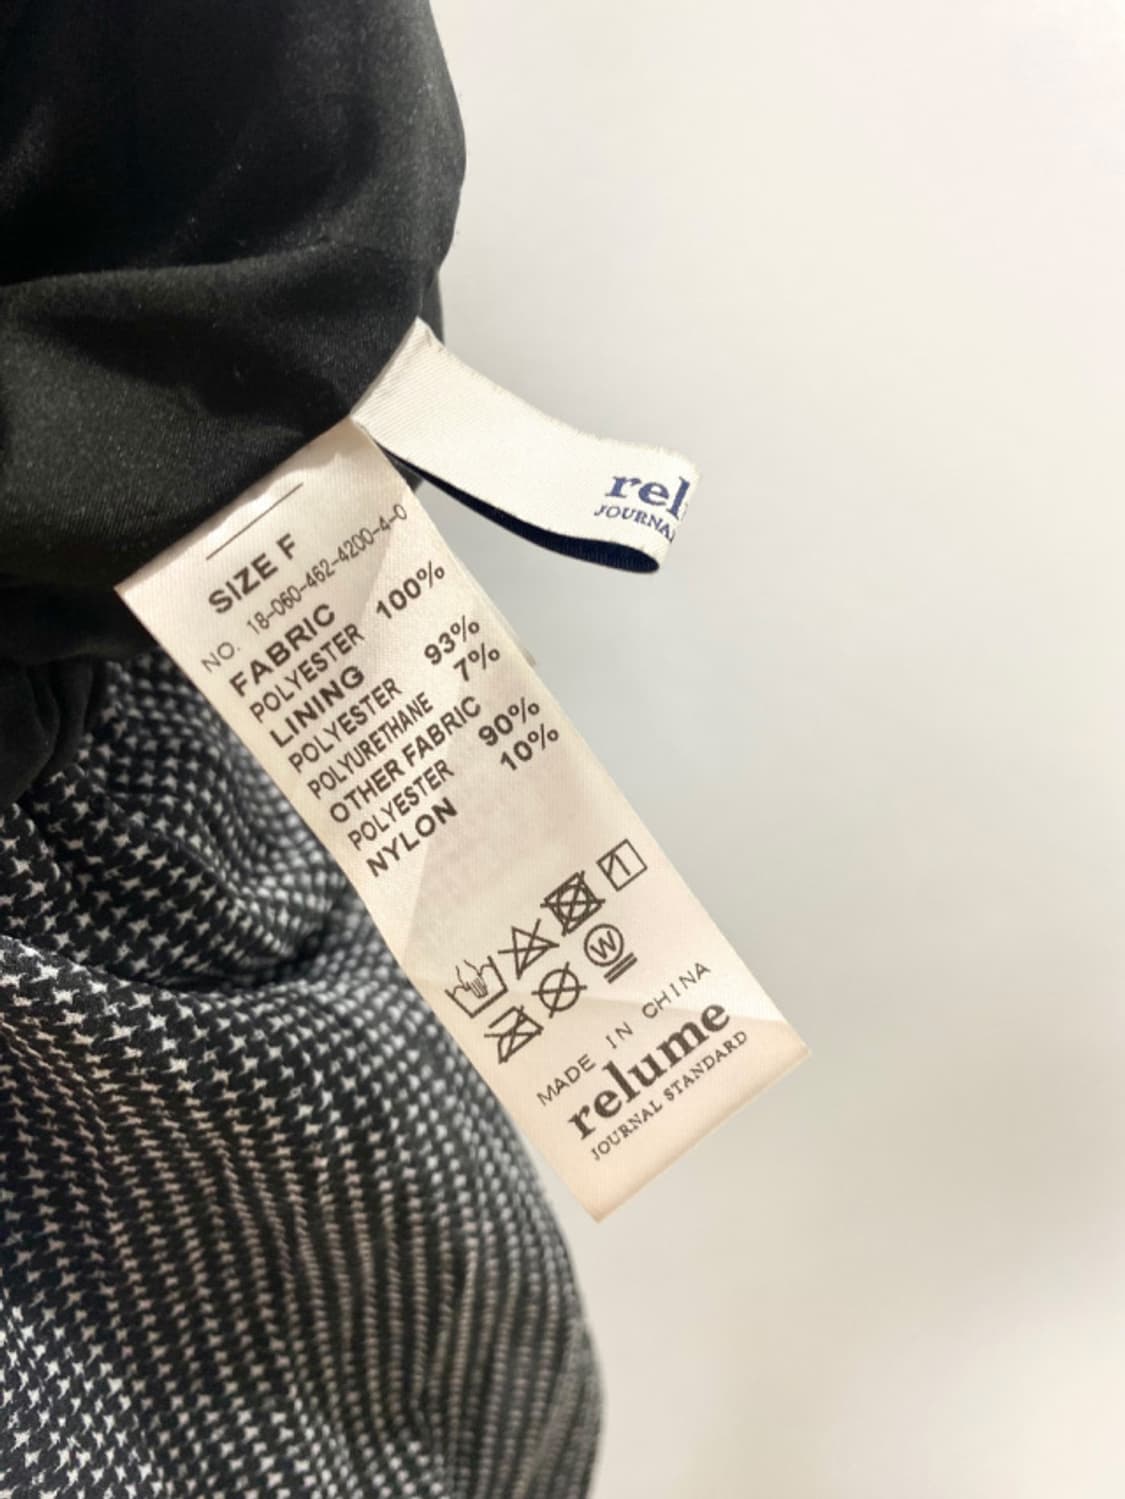 rel
JOURNA
SIZE F
NO. 18-060-462-4200-4-0
FABRIC
POLYESTER 100%
LINING
POLYESTER 93%
POLYURETHANE 7%
OTHER FABRIC
POLYESTER 90%
NYLON 10%
W
MADE IN CHINA
relume
JOURNAL STANDARD